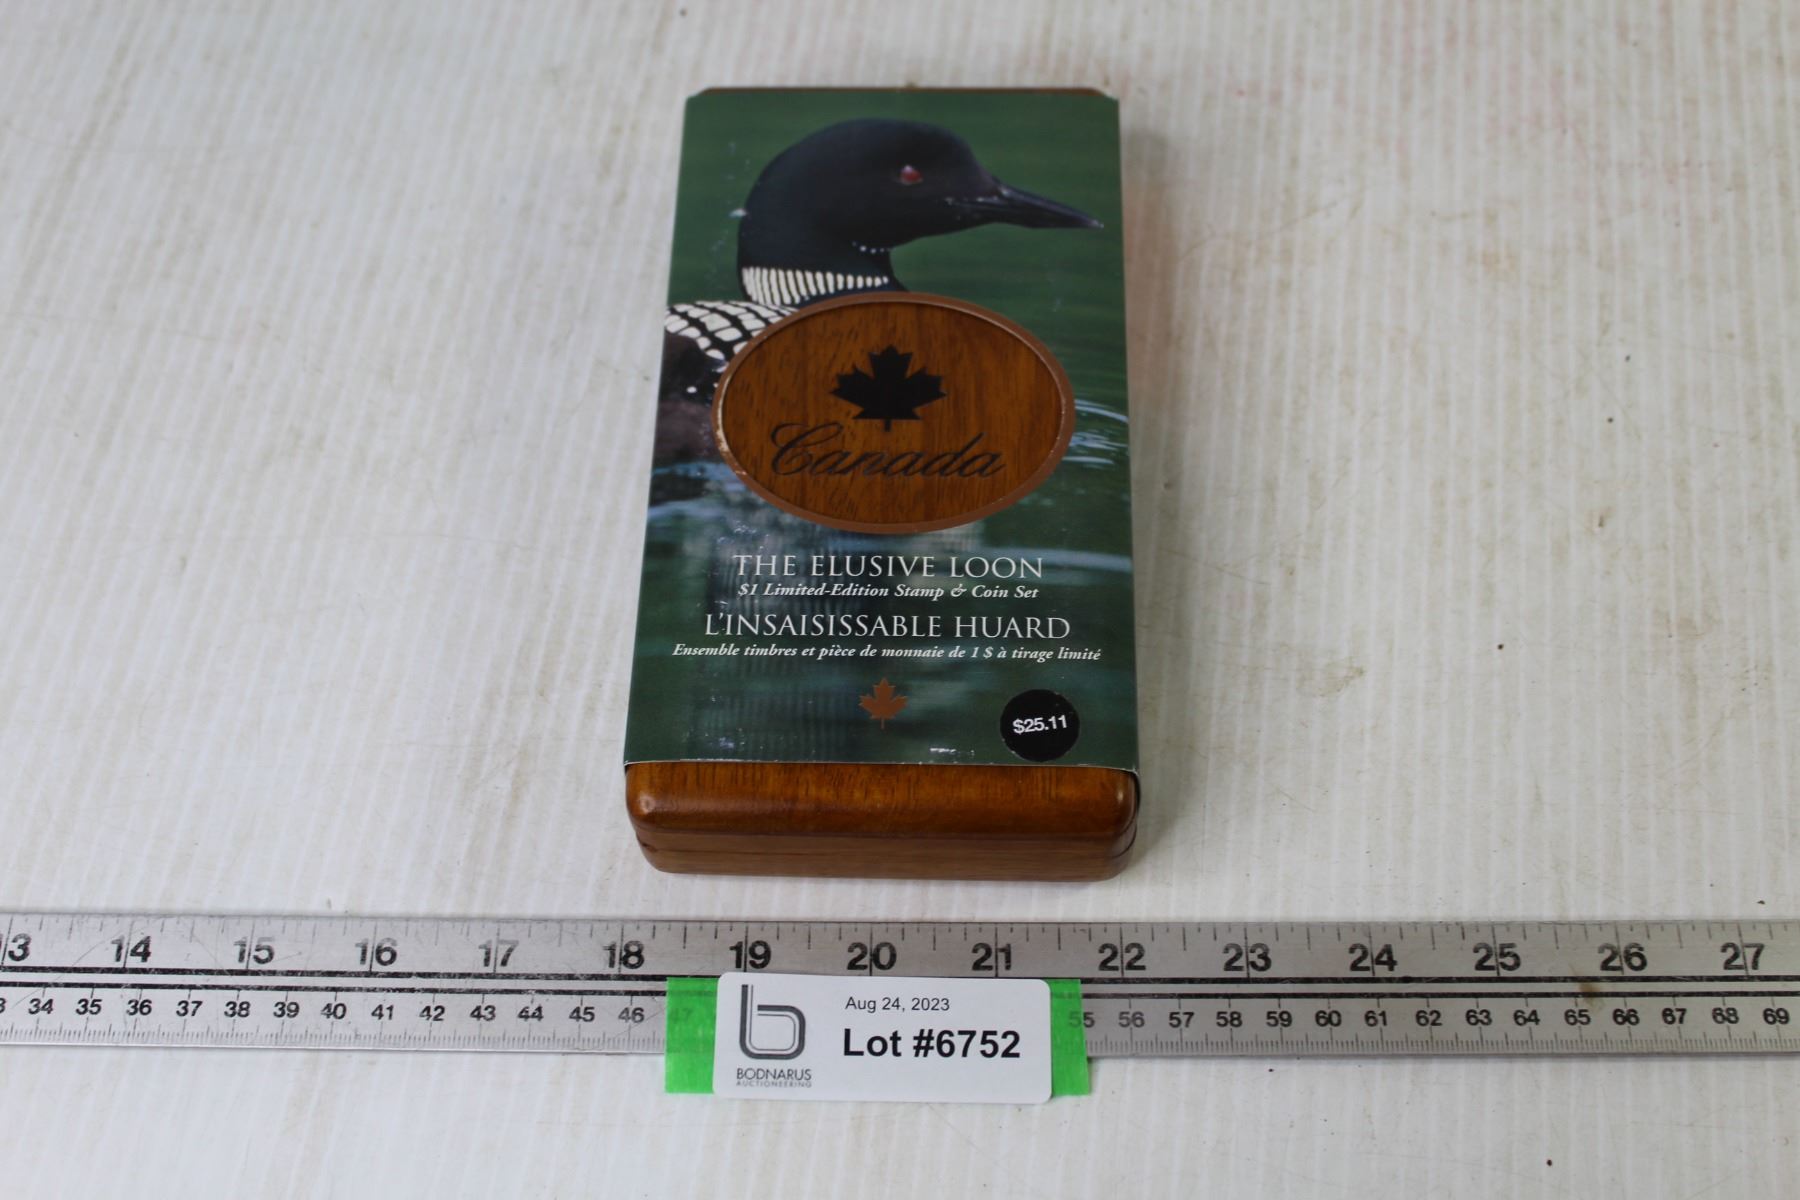 Canada
THE ELUSIVE LOON
$1 Limited-Edition Stamp & Coin Set
L'INSAISISSABLE HUARD
Ensemble timbres et pièce de monnaie de 1 $ à tirage limité
$25.11
13 14 15 16 17 18 19 20 21 22 23 24 25 26 27
34 35 36 37 38 39 40 41 42 43 44 45 46 47 55 56 57 58 59 60 61 62 63 64 65 66 67 68 69
Aug 24, 2023
Lot #6752
BODNARUS
AUCTIONEERING